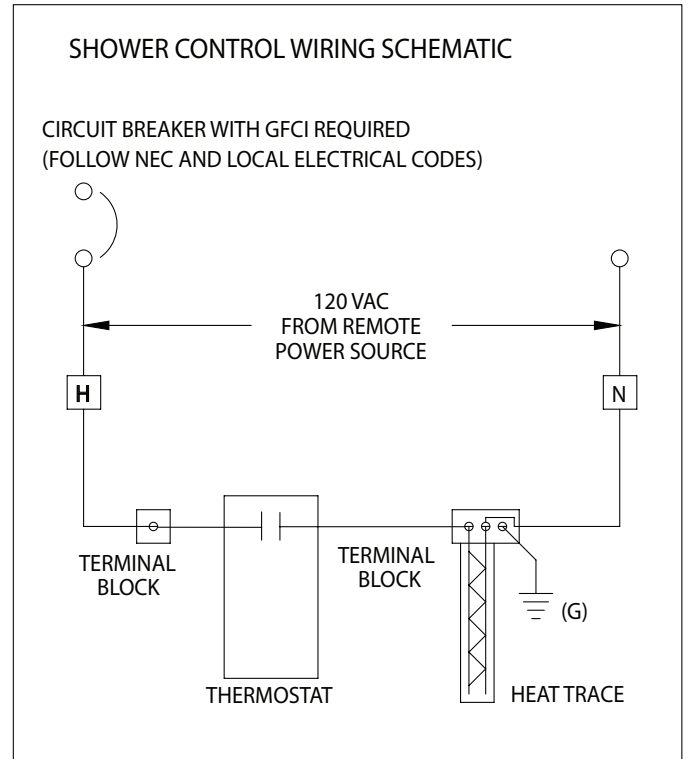 SHOWER CONTROL WIRING SCHEMATIC
CIRCUIT BREAKER WITH GFCI REQUIRED
(FOLLOW NEC AND LOCAL ELECTRICAL CODES)
120 VAC
FROM REMOTE
POWER SOURCE
H
N
TERMINAL
BLOCK
THERMOSTAT
TERMINAL
BLOCK
(G)
HEAT TRACE